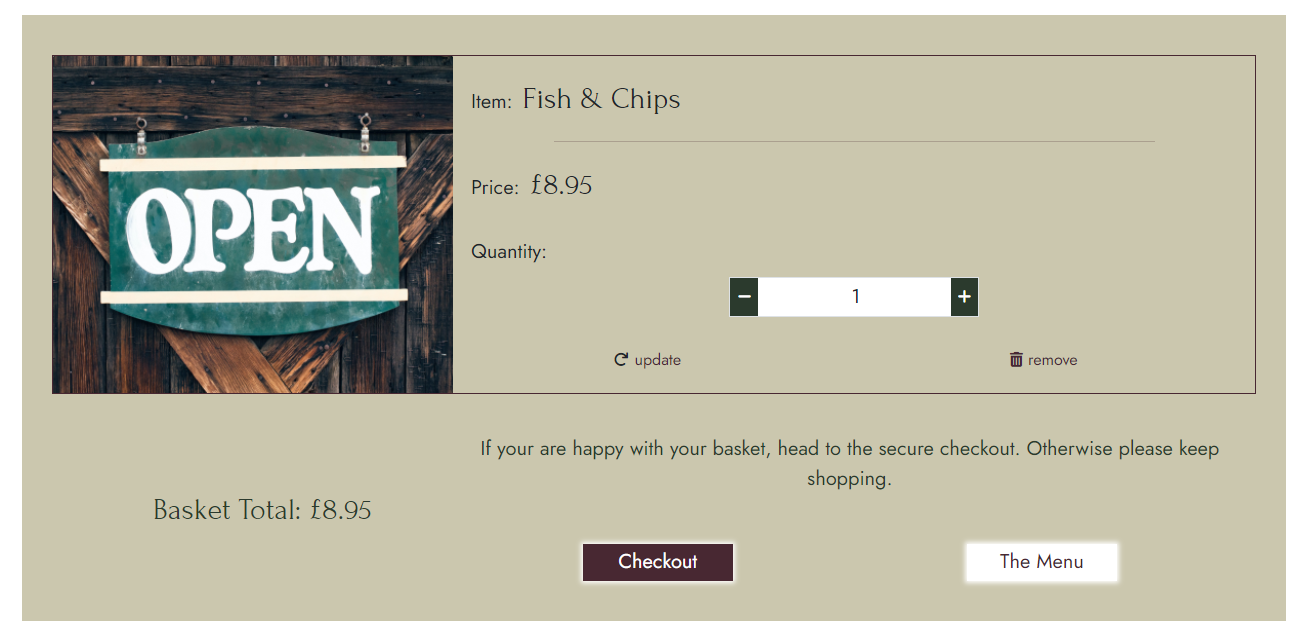 OPEN
Item: Fish & Chips
Price: £8.95
Quantity:
1
update
remove
If your are happy with your basket, head to the secure checkout. Otherwise please keep
shopping.
Basket Total: £8.95
Checkout
The Menu